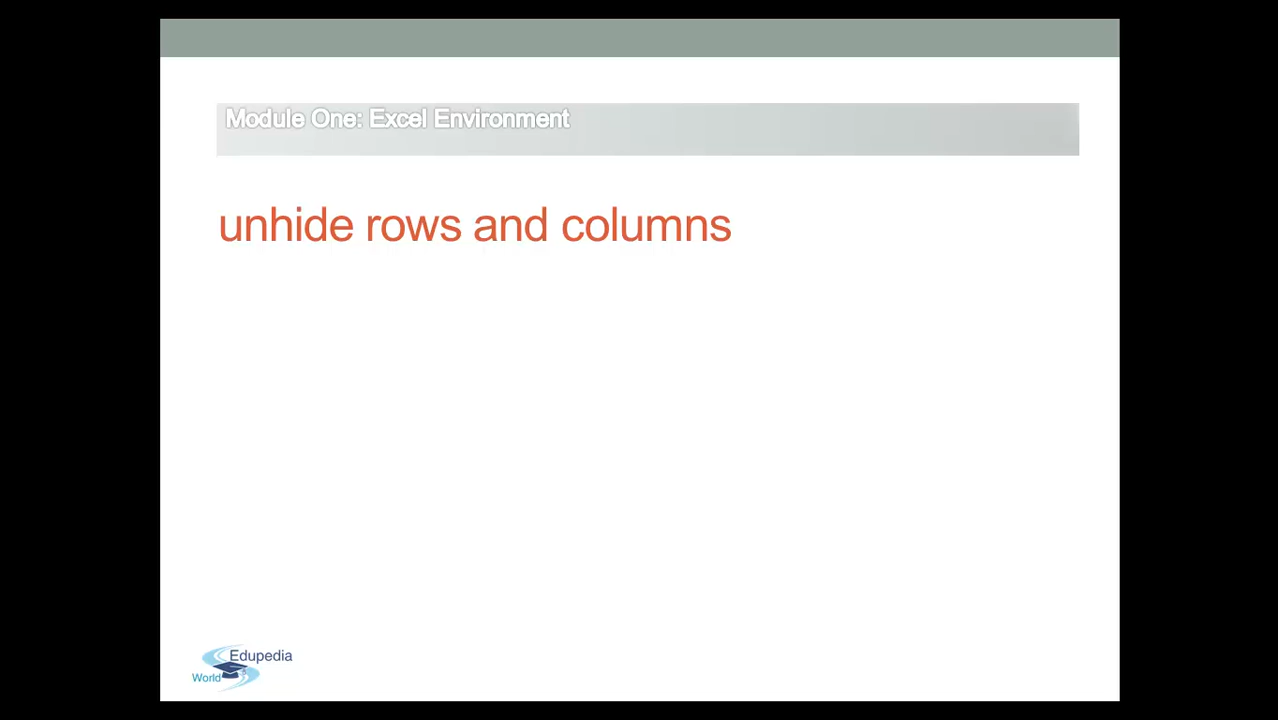 Module One: Excel Environment
unhide rows and columns
Edupedia
World